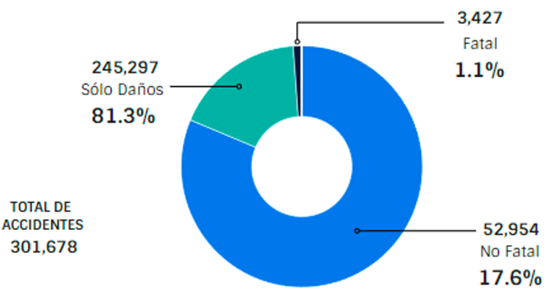 3,427
Fatal
1.1%
245,297
Sólo Daños
81.3%
TOTAL DE
ACCIDENTES
301,678
52,954
No Fatal
17.6%